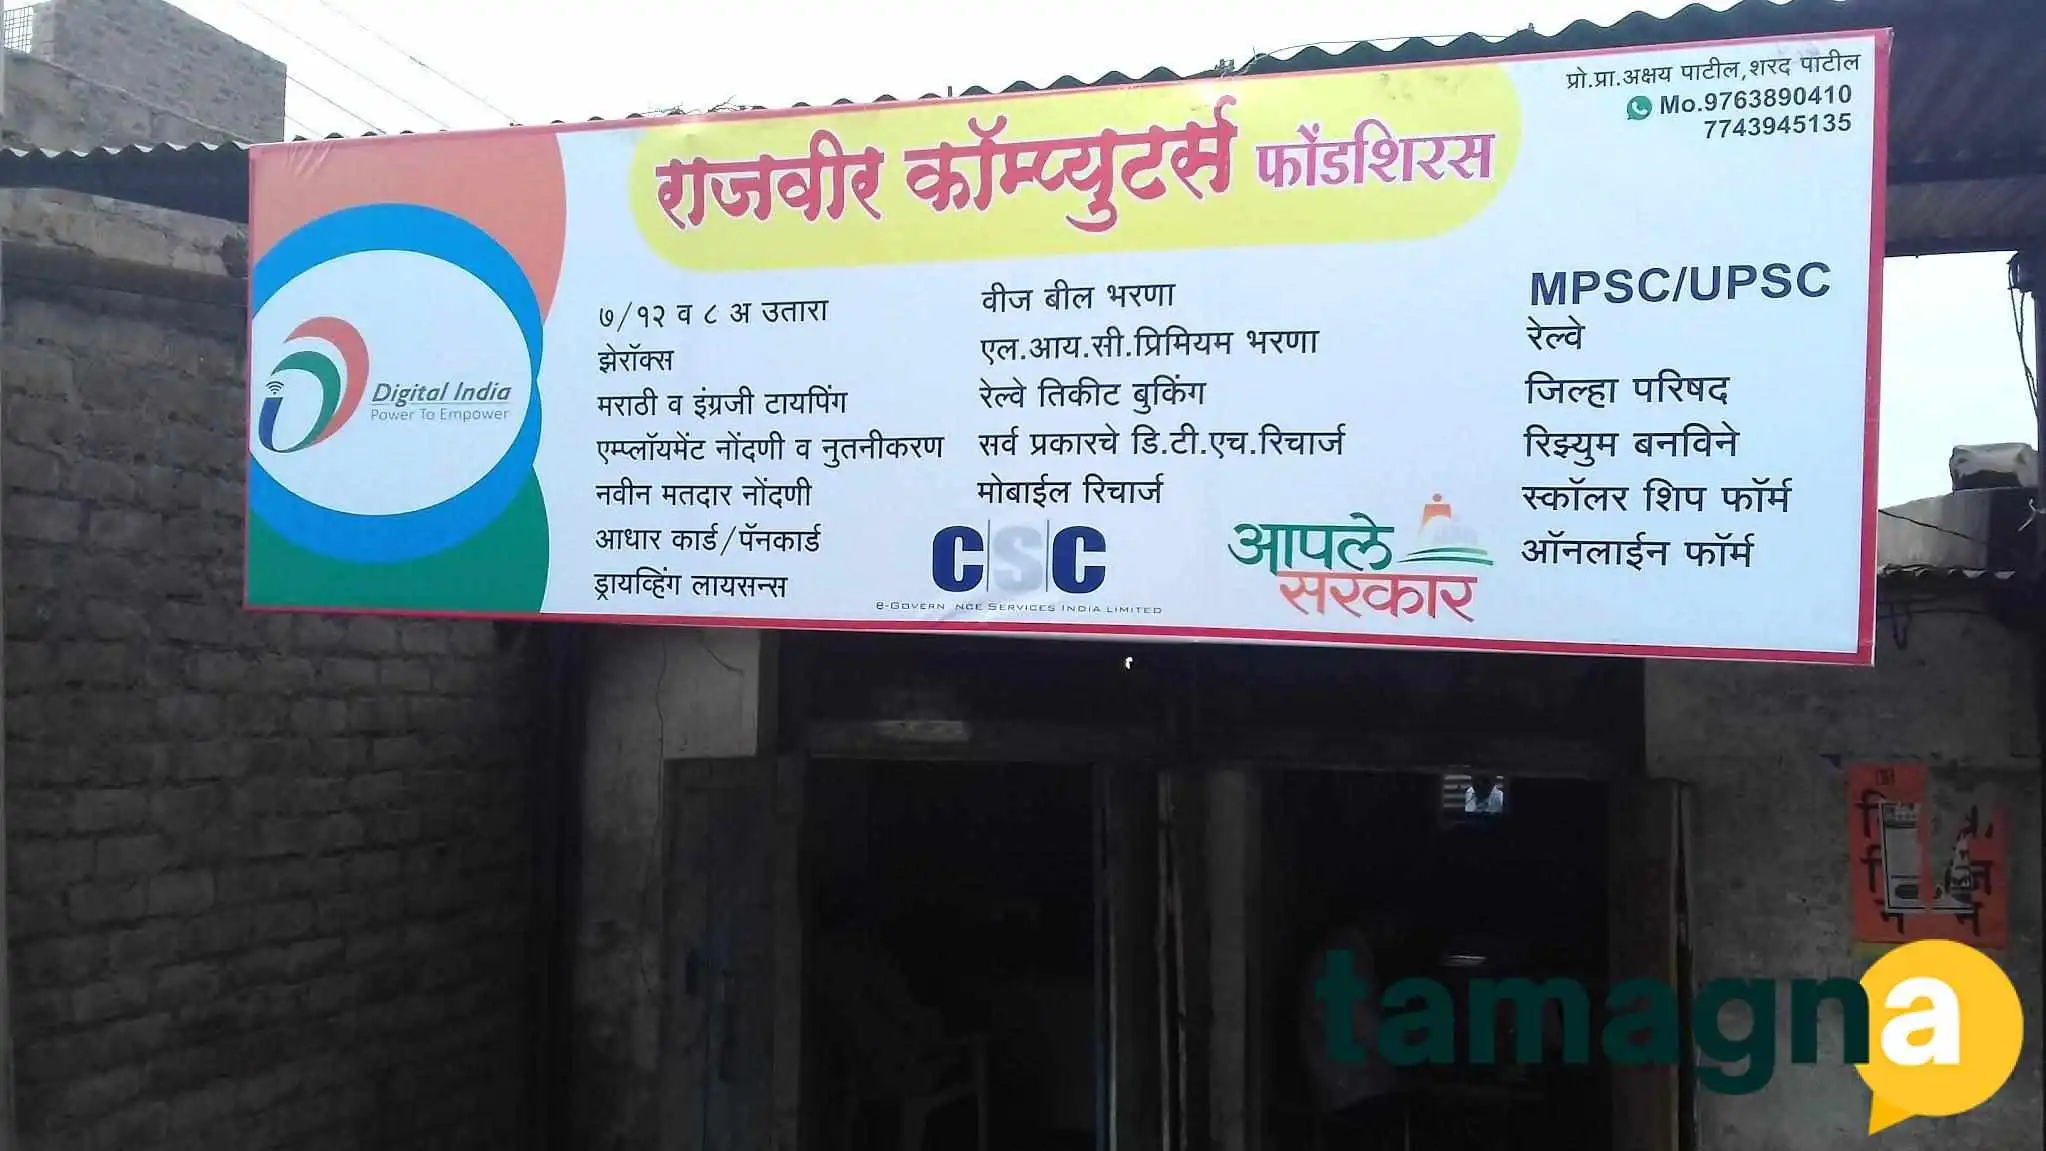 प्रो.प्रा.अक्षय पाटील,शरद पाटील
Mo.9763890410
7743945135
राजवीर कॉम्प्युटर्स फोंडशिरस
Digital India
Power To Empower
७/१२ व ८ अ उतारा
झेरॉक्स
मराठी व इंग्रजी टायपिंग
एम्प्लॉयमेंट नोंदणी व नुतनीकरण
नवीन मतदार नोंदणी
आधार कार्ड/पॅनकार्ड
ड्रायव्हिंग लायसन्स
वीज बील भरणा
एल.आय.सी.प्रिमियम भरणा
रेल्वे तिकीट बुकिंग
सर्व प्रकारचे डि.टी.एच.रिचार्ज
मोबाईल रिचार्ज
CSC
e-Govern nce Services India Limited
आपले
सरकार
MPSC/UPSC
रेल्वे
जिल्हा परिषद
रिझ्युम बनविने
स्कॉलर शिप फॉर्म
ऑनलाईन फॉर्म
tamagna